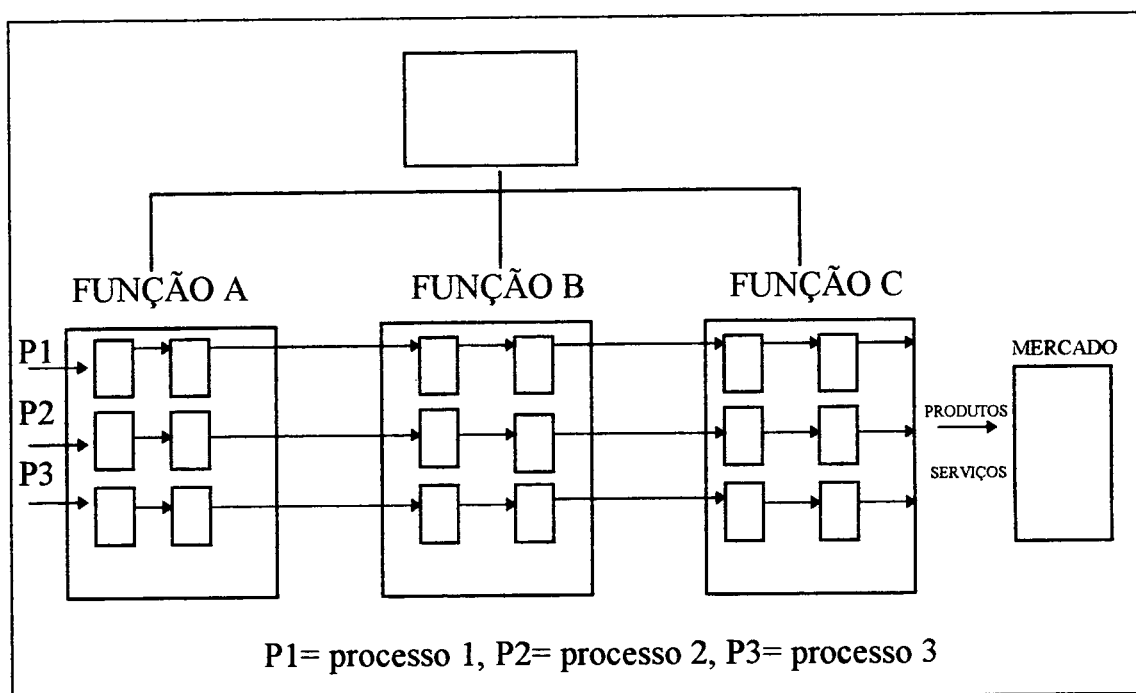 FUNÇÃO A
FUNÇÃO B
FUNÇÃO C
P1
P2
P3
MERCADO
PRODUTOS
SERVIÇOS
P1= processo 1, P2= processo 2, P3= processo 3